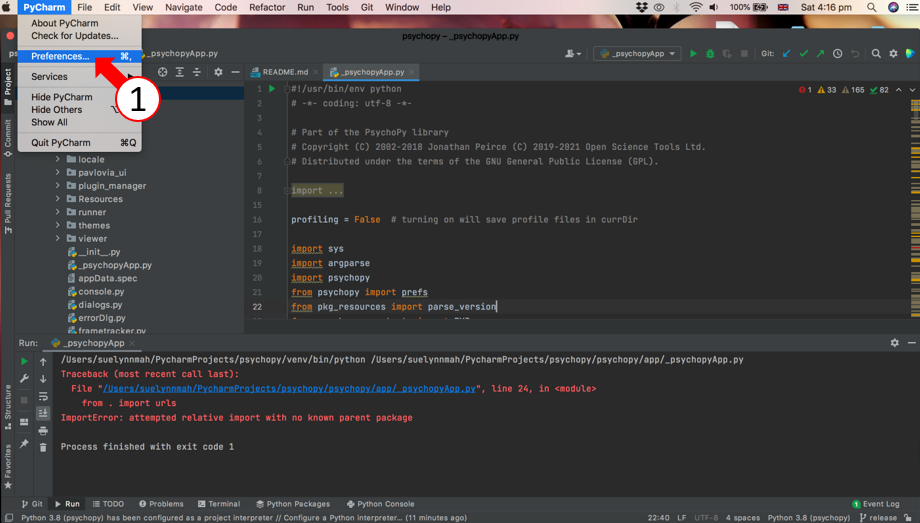 PyCharm File Edit View Navigate Code Refactor Run Tools Git Window Help 100% Sat 4:16 pm
About PyCharm
Check for Updates...
Preferences... ⌘,
Services
Hide PyCharm
Hide Others
Show All
Quit PyCharm ⌘Q
1
psychopy – _psychopyApp.py
_psychopyApp.py
_psychopyApp.py Git:
README.md _psychopyApp.py
Project
Commit
Pull Requests
Structure
Favorites
locale
pavlovia_ui
plugin_manager
Resources
runner
themes
viewer
__init__.py
_psychopyApp.py
appData.spec
console.py
dialogs.py
errorDlg.py
frametracker.py
1 33 165 82
1 #!/usr/bin/env python
2 # -*- coding: utf-8 -*-
3
4 # Part of the PsychoPy library
5 # Copyright (C) 2002-2018 Jonathan Peirce (C) 2019-2021 Open Science Tools Ltd.
6 # Distributed under the terms of the GNU General Public License (GPL).
7
8 import ...
15
16 profiling = False # turning on will save profile files in currDir
17
18 import sys
19 import argparse
20 import psychopy
21 from psychopy import prefs
22 from pkg_resources import parse_version
Run: _psychopyApp
/Users/suelynnmah/PycharmProjects/psychopy/venv/bin/python /Users/suelynnmah/PycharmProjects/psychopy/psychopy/app/_psychopyApp.py
Traceback (most recent call last):
File "/Users/suelynnmah/PycharmProjects/psychopy/psychopy/app/_psychopyApp.py", line 24, in <module>
from . import urls
ImportError: attempted relative import with no known parent package
Process finished with exit code 1
Git Run TODO Problems Terminal Python Packages Python Console 1 Event Log
Python 3.8 (psychopy) has been configured as a project interpreter // Configure a Python interpreter... (11 minutes ago) 22:40 LF UTF-8 4 spaces Python 3.8 (psychopy) release